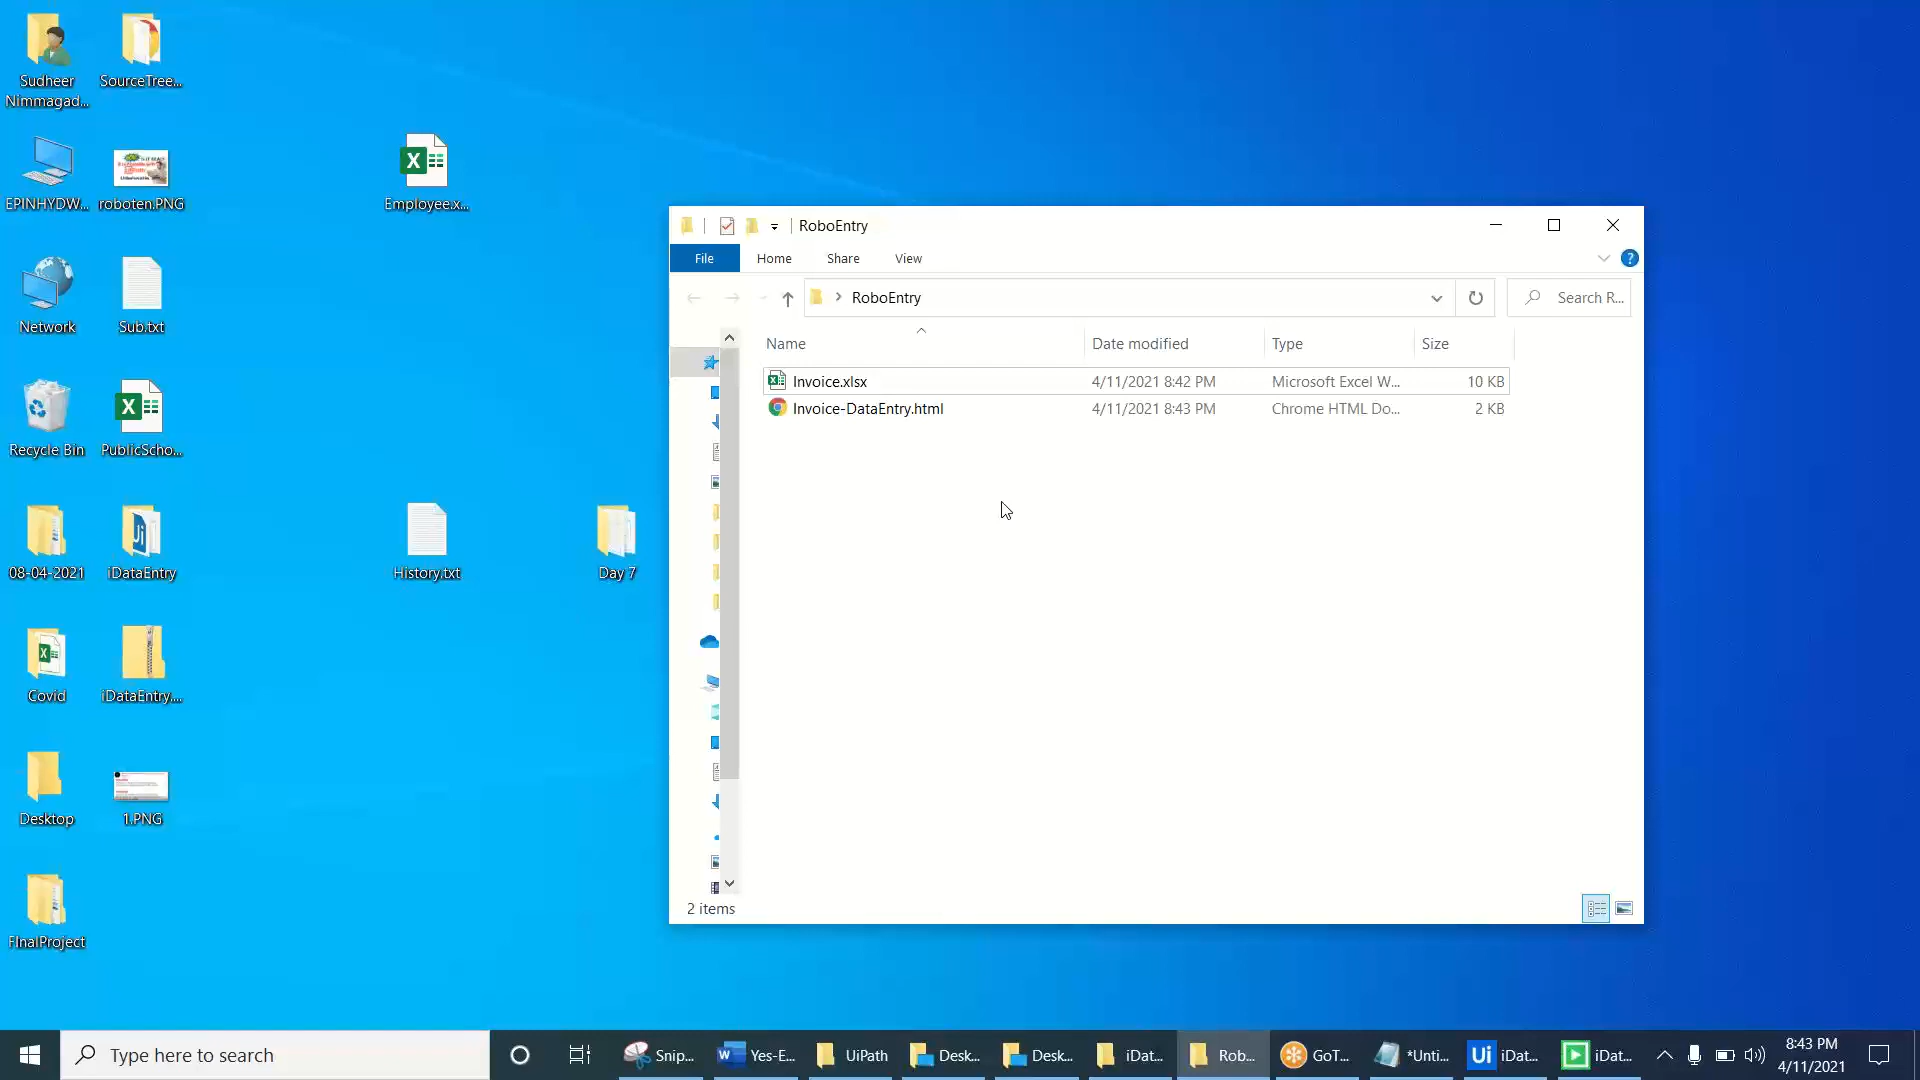 Sudheer
Nimmagad...
SourceTree...
EPINHYDW...
roboten.PNG
Employee.x...
Network
Sub.txt
Recycle Bin
PublicScho...
08-04-2021
iDataEntry
History.txt
Day 7
Covid
iDataEntry....
Desktop
1.PNG
FInalProject
RoboEntry
File
Home
Share
View
RoboEntry
Search R...
Name
Date modified
Type
Size
Invoice.xlsx
4/11/2021 8:42 PM
Microsoft Excel W...
10 KB
Invoice-DataEntry.html
4/11/2021 8:43 PM
Chrome HTML Do...
2 KB
2 items
Type here to search
Snip...
Yes-E...
UiPath
Desk...
Desk...
iDat...
Rob...
GoT...
*Unti...
Ui
iDat...
iDat...
8:43 PM
4/11/2021